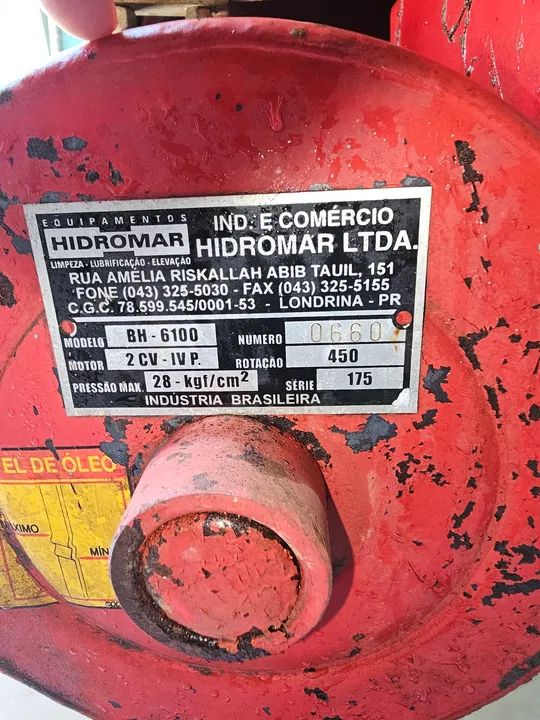 EQUIPAMENTOS
HIDROMAR
LIMPEZA - LUBRIFICAÇÃO - ELEVAÇÃO
IND. E COMÉRCIO
HIDROMAR LTDA.
RUA AMÉLIA RISKALLAH ABIB TAUIL, 151
FONE (043) 325-5030 - FAX (043) 325-5155
C.G.C. 78.599.545/0001-53 - LONDRINA - PR
MODELO BH - 6100 NÚMERO 0660
MOTOR 2 CV - IV P. ROTAÇÃO 450
PRESSÃO MAX. 28 - kgf/cm² SÉRIE 175
INDÚSTRIA BRASILEIRA
EL DE ÓLEO
XIMO MÍN